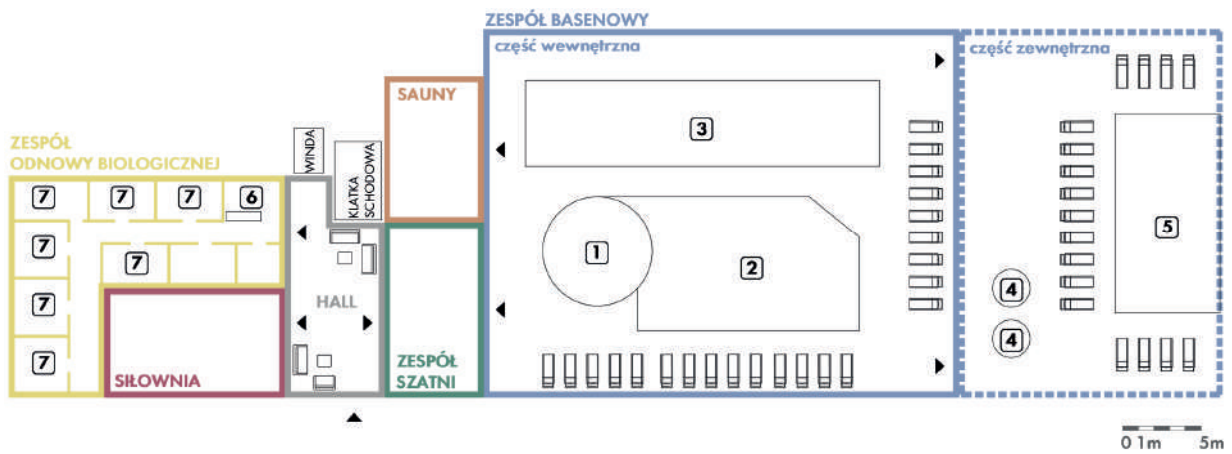 ZESPÓŁ BASENOWY
część wewnętrzna
część zewnętrzna
SAUNY
3
ZESPÓŁ
ODNOWY BIOLOGICZNEJ
WINDA
KLATKA
SCHODOWA
7
7
7
6
7
7
1
2
5
7
HALL
4
4
7
SIŁOWNIA
ZESPÓŁ
SZATNI
0 1m 5m